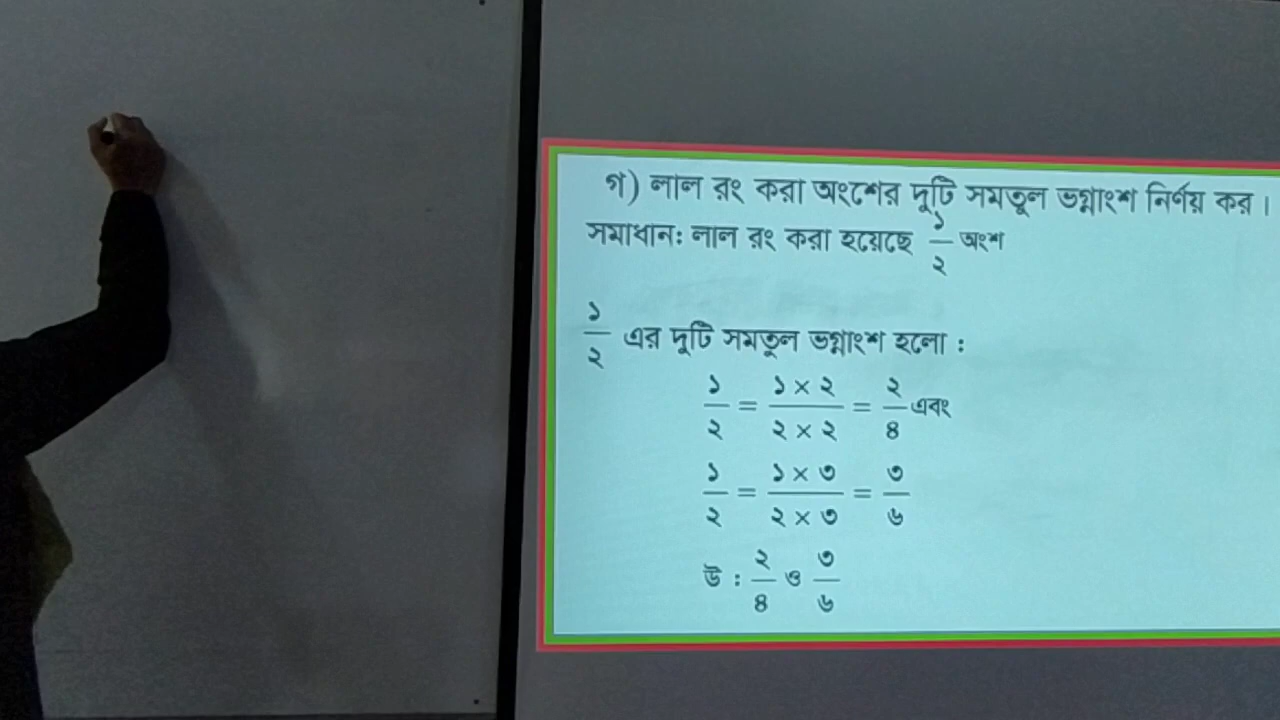 গ) লাল রং করা অংশের দুটি সমতুল ভগ্নাংশ নির্ণয় কর।
সমাধানঃ লাল রং করা হয়েছে ১/২ অংশ
১/২ এর দুটি সমতুল ভগ্নাংশ হলো :
১/২ = ১ × ২/২ × ২ = ২/৪ এবং
১/২ = ১ × ৩/২ × ৩ = ৩/৬
উ : ২/৪ ও ৩/৬